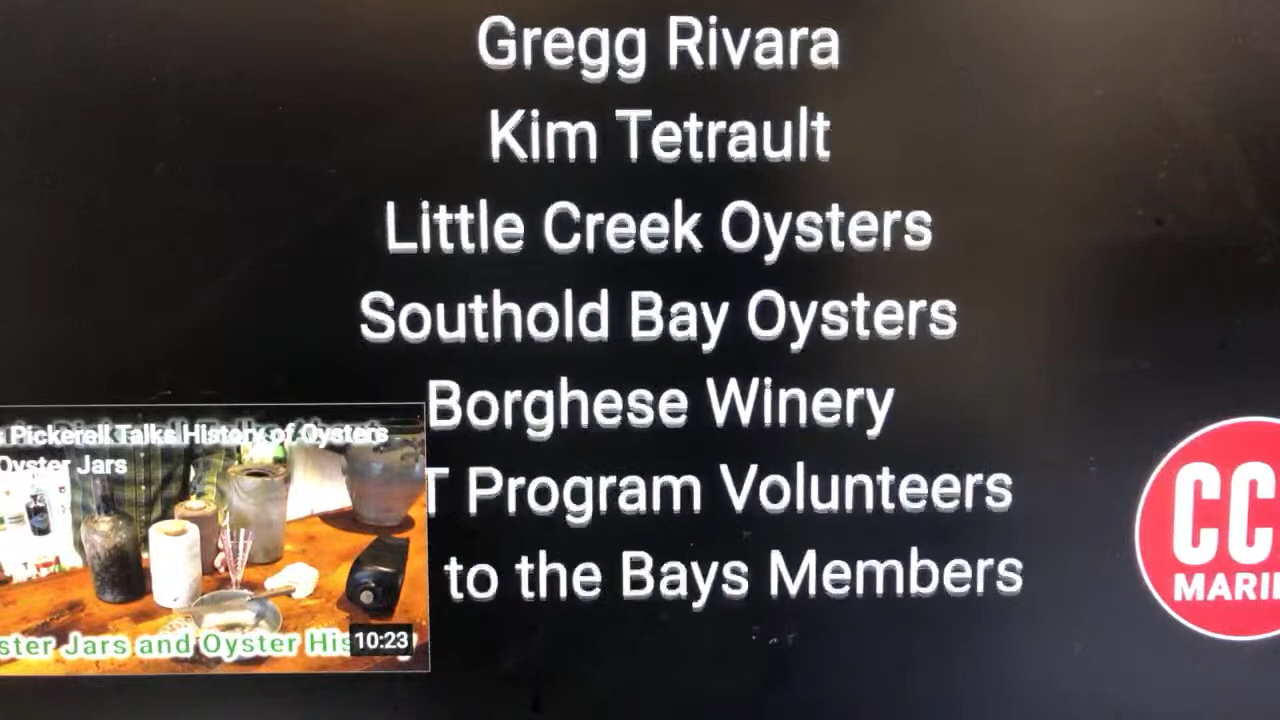 Gregg Rivara
Kim Tetrault
Little Creek Oysters
Southold Bay Oysters
Borghese Winery
T Program Volunteers
to the Bays Members
s Pickerell Talks History of Oysters
Oyster Jars
ster Jars and Oyster His
10:23
CC
MARI